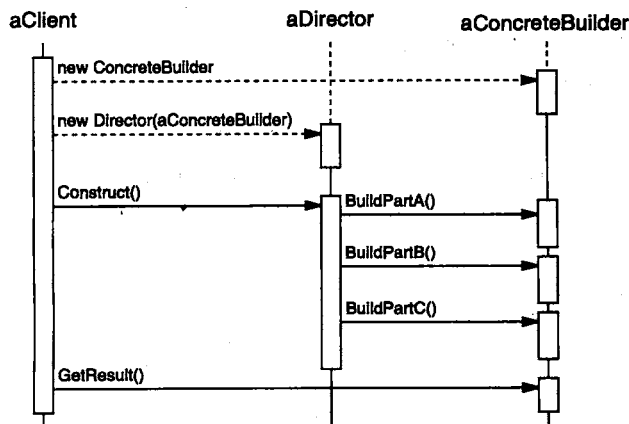 aClient
aDirector
aConcreteBuilder
new ConcreteBuilder
new Director(aConcreteBuilder)
Construct()
BuildPartA()
BuildPartB()
BuildPartC()
GetResult()